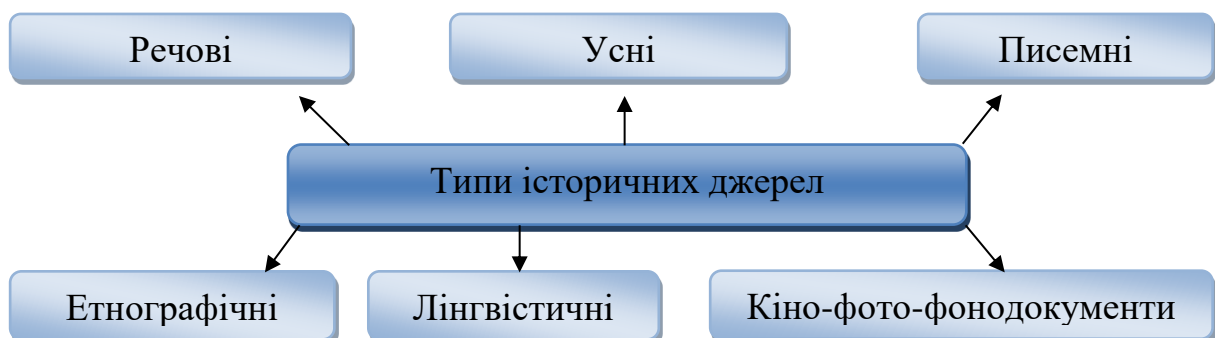 Речові
Усні
Писемні
Типи історичних джерел
Етнографічні
Лінгвістичні
Кіно-фото-фонодокументи